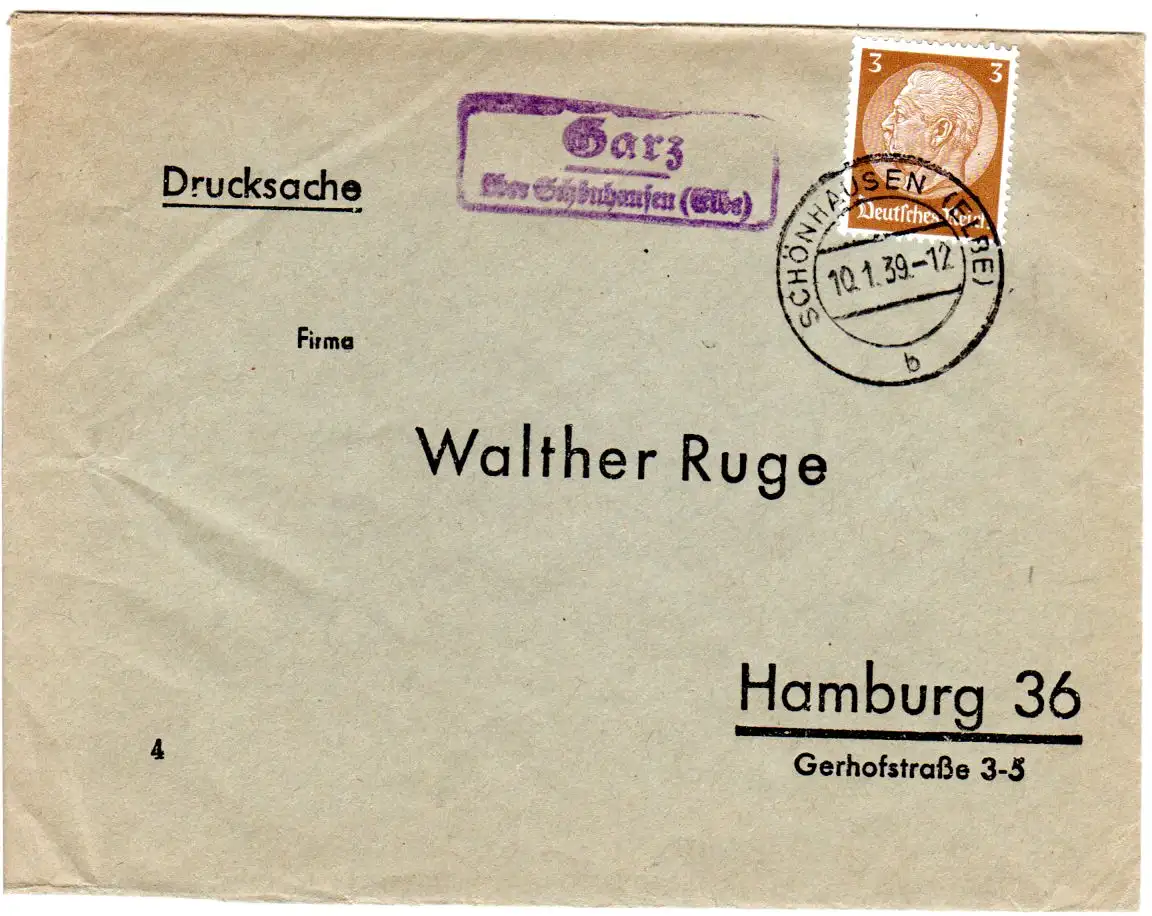 3 3
Deutsches Reich
Garz
über Schönhausen (Elbe)
Drucksache
SCHÖNHAUSEN (ELBE)
10.1.39.-12
b
Firma
Walther Ruge
Hamburg 36
Gerhofstraße 3-5
4